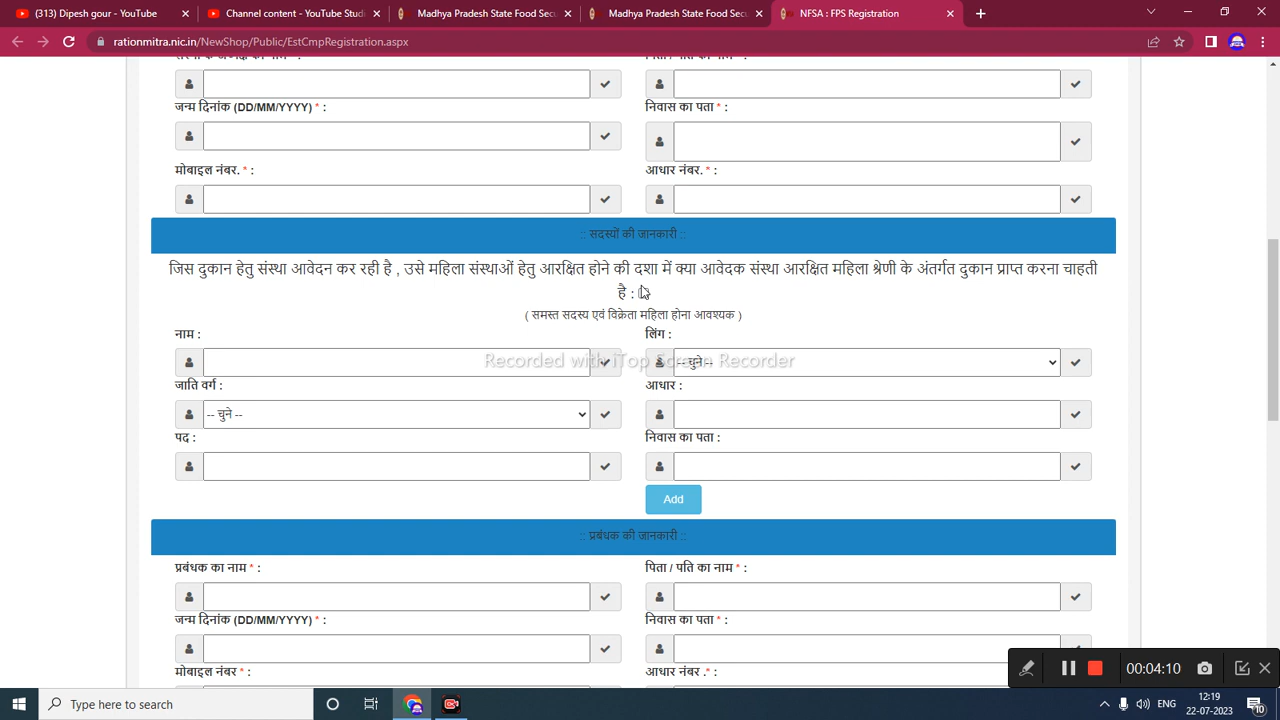 (313) Dipesh gour - YouTube
Channel content - YouTube Stud
Madhya Pradesh State Food Secu
Madhya Pradesh State Food Secu
NFSA : FPS Registration
rationmitra.nic.in/NewShop/Public/EstCmpRegistration.aspx
जन्म दिनांक (DD/MM/YYYY) * :
निवास का पता * :
मोबाइल नंबर. * :
आधार नंबर. * :
:: सदस्यों की जानकारी ::
जिस दुकान हेतु संस्था आवेदन कर रही है , उसे महिला संस्थाओं हेतु आरक्षित होने की दशा में क्या आवेदक संस्था आरक्षित महिला श्रेणी के अंतर्गत दुकान प्राप्त करना चाहती
है :
( समस्त सदस्य एवं विक्रेता महिला होना आवश्यक )
नाम :
लिंग :
Recorded with iTop Screen Recorder
-- चुने --
जाति वर्ग :
आधार :
-- चुने --
पद :
निवास का पता :
Add
:: प्रबंधक की जानकारी ::
प्रबंधक का नाम * :
पिता / पति का नाम * :
जन्म दिनांक (DD/MM/YYYY) * :
निवास का पता * :
मोबाईल नंबर * :
आधार नंबर .* :
00:04:10
Type here to search
ENG
12:19
22-07-2023
10